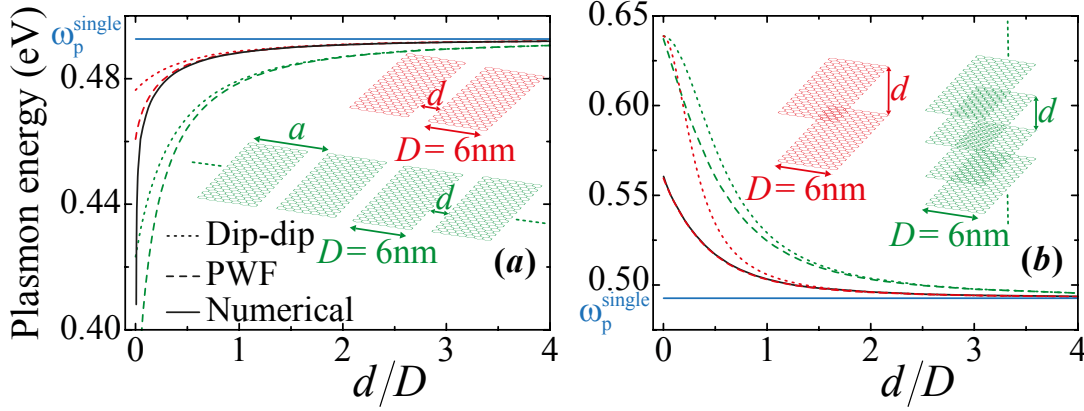 Plasmon energy (eV)
ω_p^single
0.48
0.44
0.40
0
1
2
3
4
d/D
d
D = 6nm
a
d
D = 6nm
Dip-dip
PWF
Numerical
(a)
0.65
0.60
0.55
0.50
ω_p^single
0
1
2
3
4
d/D
d
D = 6nm
d
D = 6nm
(b)